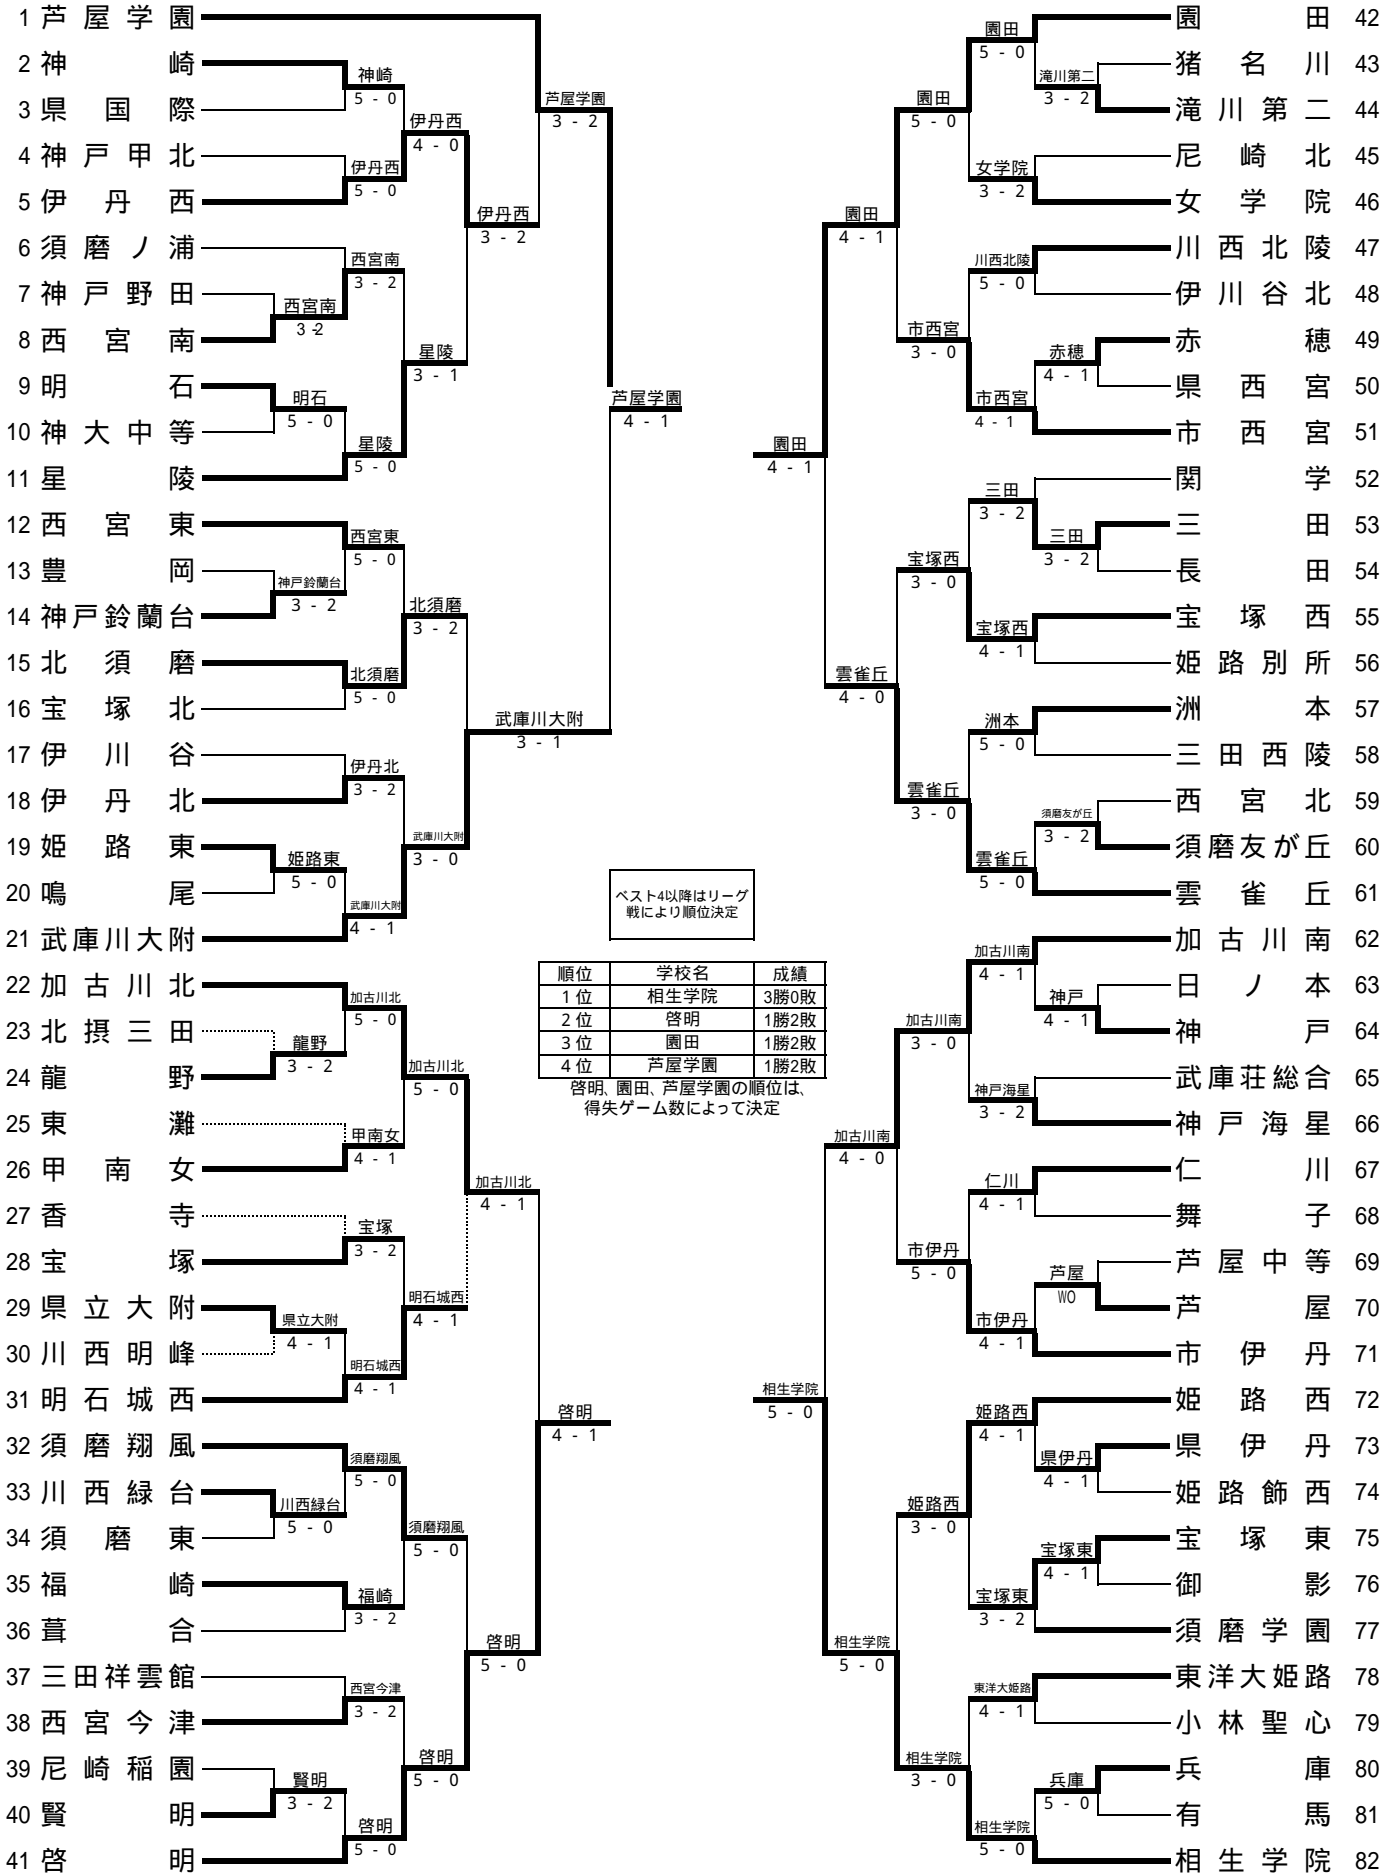 1 芦屋学園
2 神崎
3 県国際
4 神戸甲北
5 伊丹西
6 須磨ノ浦
7 神戸野田
8 西宮南
9 明石
10 神大中等
11 星陵
12 西宮東
13 豊岡
14 神戸鈴蘭台
15 北須磨
16 宝塚北
17 伊川谷
18 伊丹北
19 姫路東
20 鳴尾
21 武庫川大附
22 加古川北
23 北摂三田
24 龍野
25 東灘
26 甲南女
27 香寺
28 宝塚
29 県立大附
30 川西明峰
31 明石城西
32 須磨翔風
33 川西緑台
34 須磨東
35 福崎
36 葺合
37 三田祥雲館
38 西宮今津
39 尼崎稲園
40 賢明
41 啓明
西宮南
3-2
明石
5 - 0
神戸鈴蘭台
3 - 2
姫路東
5 - 0
龍野
3 - 2
県立大附
4 - 1
川西緑台
5 - 0
賢明
3 - 2
神崎
5 - 0
伊丹西
5 - 0
西宮南
3 - 2
星陵
5 - 0
西宮東
5 - 0
北須磨
5 - 0
伊丹北
3 - 2
武庫川大附
4 - 1
加古川北
5 - 0
甲南女
4 - 1
宝塚
3 - 2
明石城西
4 - 1
須磨翔風
5 - 0
福崎
3 - 2
西宮今津
3 - 2
啓明
5 - 0
伊丹西
4 - 0
星陵
3 - 1
北須磨
3 - 2
武庫川大附
3 - 0
加古川北
5 - 0
明石城西
4 - 1
須磨翔風
5 - 0
啓明
5 - 0
伊丹西
3 - 2
武庫川大附
3 - 1
加古川北
4 - 1
啓明
5 - 0
芦屋学園
3 - 2
啓明
4 - 1
芦屋学園
4 - 1
ベスト4以降はリーグ
戦により順位決定
順位 学校名 成績
1位 相生学院 3勝0敗
2位 啓明 1勝2敗
3位 園田 1勝2敗
4位 芦屋学園 1勝2敗
啓明、園田、芦屋学園の順位は、
得失ゲーム数によって決定
園田
4 - 1
相生学院
5 - 0
園田
4 - 1
雲雀丘
4 - 0
加古川南
4 - 0
相生学院
5 - 0
園田
5 - 0
市西宮
3 - 0
宝塚西
3 - 0
雲雀丘
3 - 0
加古川南
3 - 0
市伊丹
5 - 0
姫路西
3 - 0
相生学院
3 - 0
園田
5 - 0
女学院
3 - 2
川西北陵
5 - 0
市西宮
4 - 1
三田
3 - 2
宝塚西
4 - 1
洲本
5 - 0
雲雀丘
5 - 0
加古川南
4 - 1
神戸海星
3 - 2
仁川
4 - 1
市伊丹
4 - 1
姫路西
4 - 1
宝塚東
3 - 2
東洋大姫路
4 - 1
相生学院
5 - 0
滝川第二
3 - 2
赤穂
4 - 1
三田
3 - 2
須磨友が丘
3 - 2
神戸
4 - 1
芦屋
WO
県伊丹
4 - 1
宝塚東
4 - 1
兵庫
5 - 0
園田 42
猪名川 43
滝川第二 44
尼崎北 45
女学院 46
川西北陵 47
伊川谷北 48
赤穂 49
県西宮 50
市西宮 51
関学 52
三田 53
長田 54
宝塚西 55
姫路別所 56
洲本 57
三田西陵 58
西宮北 59
須磨友が丘 60
雲雀丘 61
加古川南 62
日ノ本 63
神戸 64
武庫荘総合 65
神戸海星 66
仁川 67
舞子 68
芦屋中等 69
芦屋 70
市伊丹 71
姫路西 72
県伊丹 73
姫路飾西 74
宝塚東 75
御影 76
須磨学園 77
東洋大姫路 78
小林聖心 79
兵庫 80
有馬 81
相生学院 82